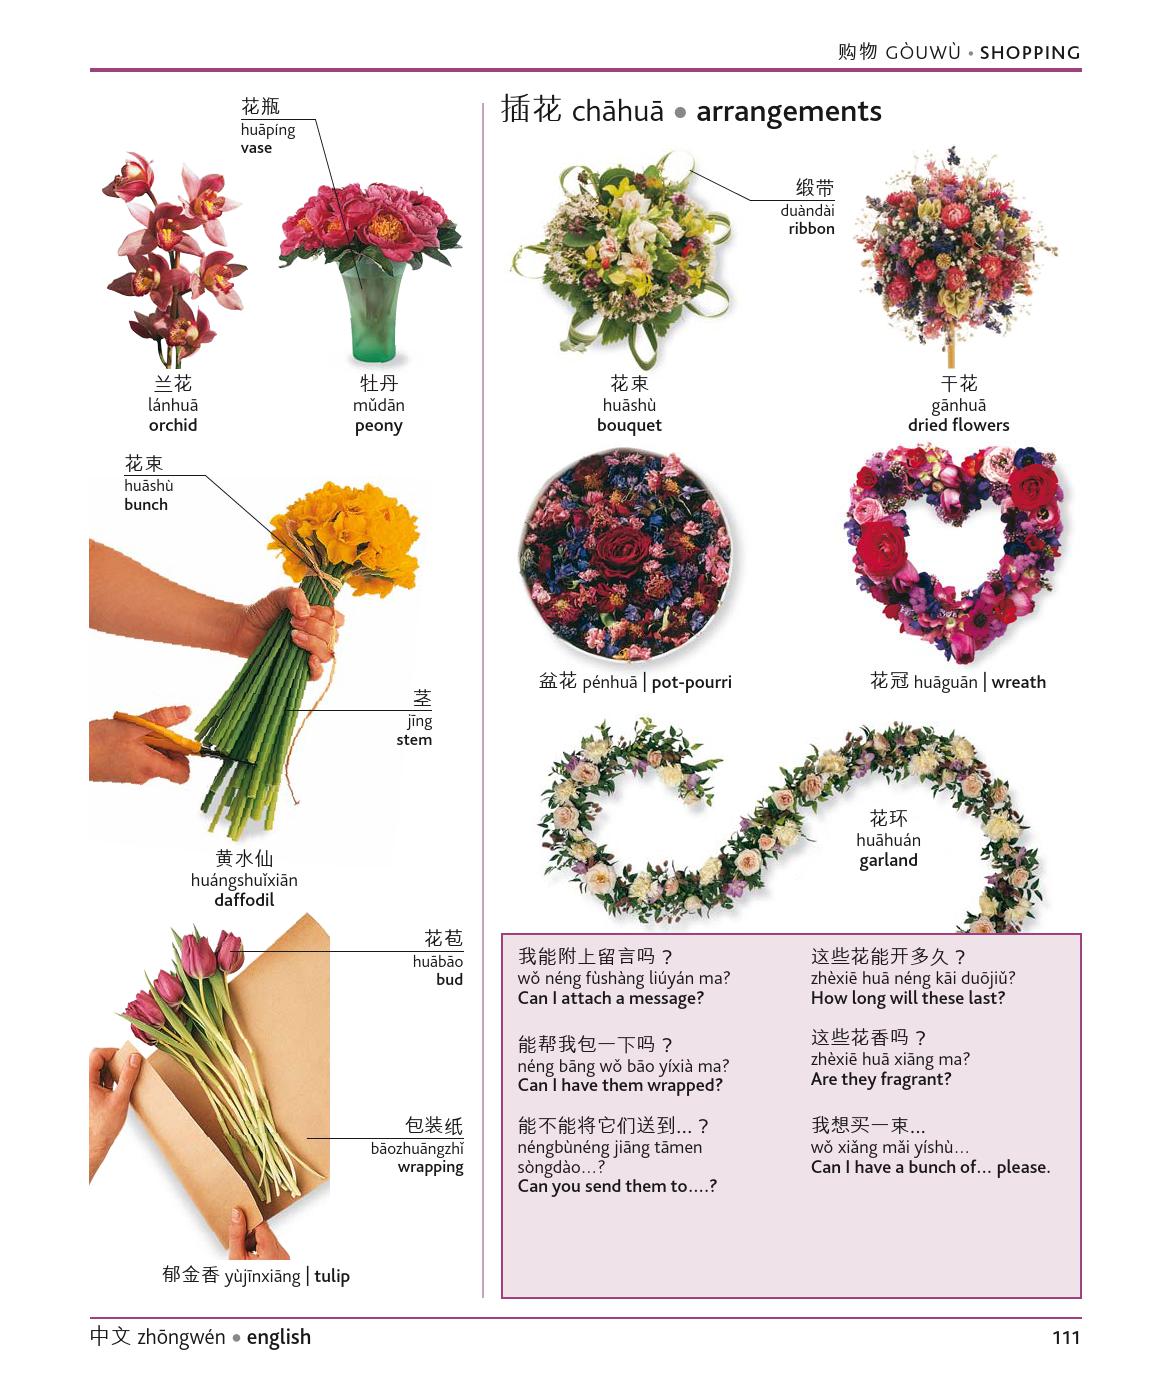 购物 GÒUWÙ • SHOPPING
花瓶
huāpíng
vase
兰花
lánhuā
orchid
牡丹
mǔdān
peony
花束
huāshù
bunch
茎
jīng
stem
黄水仙
huángshuǐxiān
daffodil
花苞
huābāo
bud
包装纸
bāozhuāngzhǐ
wrapping
郁金香 yùjīnxiāng | tulip
插花 chāhuā • arrangements
缎带
duàndài
ribbon
花束
huāshù
bouquet
干花
gānhuā
dried flowers
盆花 pénhuā | pot-pourri
花冠 huāguān | wreath
花环
huāhuán
garland
我能附上留言吗？
wǒ néng fùshàng liúyán ma?
Can I attach a message?
能帮我包一下吗？
néng bāng wǒ bāo yíxià ma?
Can I have them wrapped?
能不能将它们送到...？
néngbùnéng jiāng tāmen
sòngdào...?
Can you send them to....?
这些花能开多久？
zhèxiē huā néng kāi duōjiǔ?
How long will these last?
这些花香吗？
zhèxiē huā xiāng ma?
Are they fragrant?
我想买一束...
wǒ xiǎng mǎi yíshù...
Can I have a bunch of... please.
中文 zhōngwén • english
111